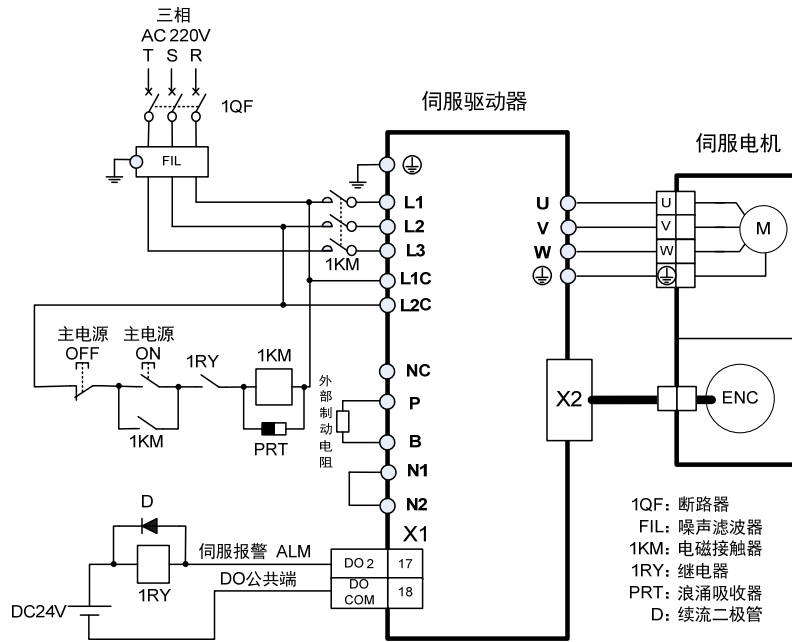 三相
AC 220V
T S R
1QF
FIL
伺服驱动器
伺服电机
L1
L2
L3
1KM
L1C
L2C
U
V
W
U
V
W
M
主电源
OFF
主电源
ON
1RY
1KM
1KM
PRT
外部制动电阻
NC
P
B
N1
N2
X2
ENC
X1
D
伺服报警 ALM
1RY
DO公共端
DC24V
DO 2
17
DO
COM
18
1QF：断路器
FIL：噪声滤波器
1KM：电磁接触器
1RY：继电器
PRT：浪涌吸收器
D：续流二极管